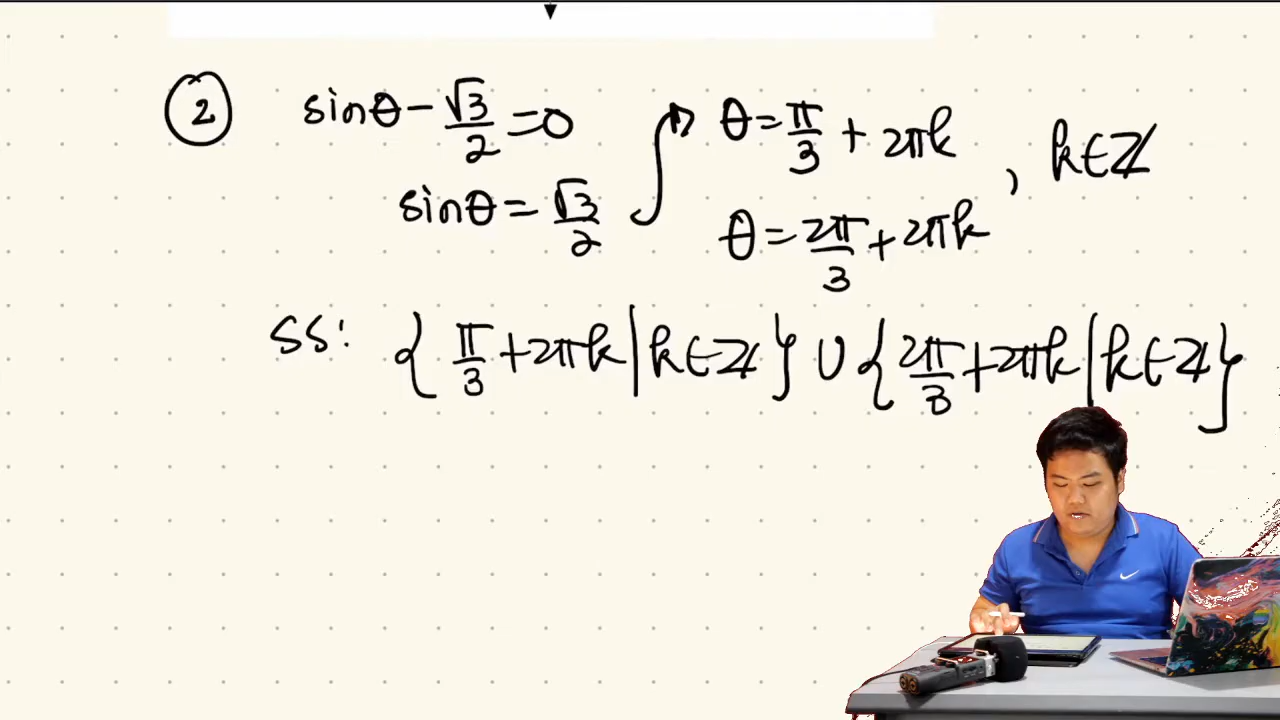 ② sinθ - √3/2 = 0
sinθ = √3/2
θ = π/3 + 2πk
θ = 2π/3 + 2πk
, k∈ℤ
SS: {π/3 + 2πk | k∈ℤ} ∪ {2π/3 + 2πk | k∈ℤ}